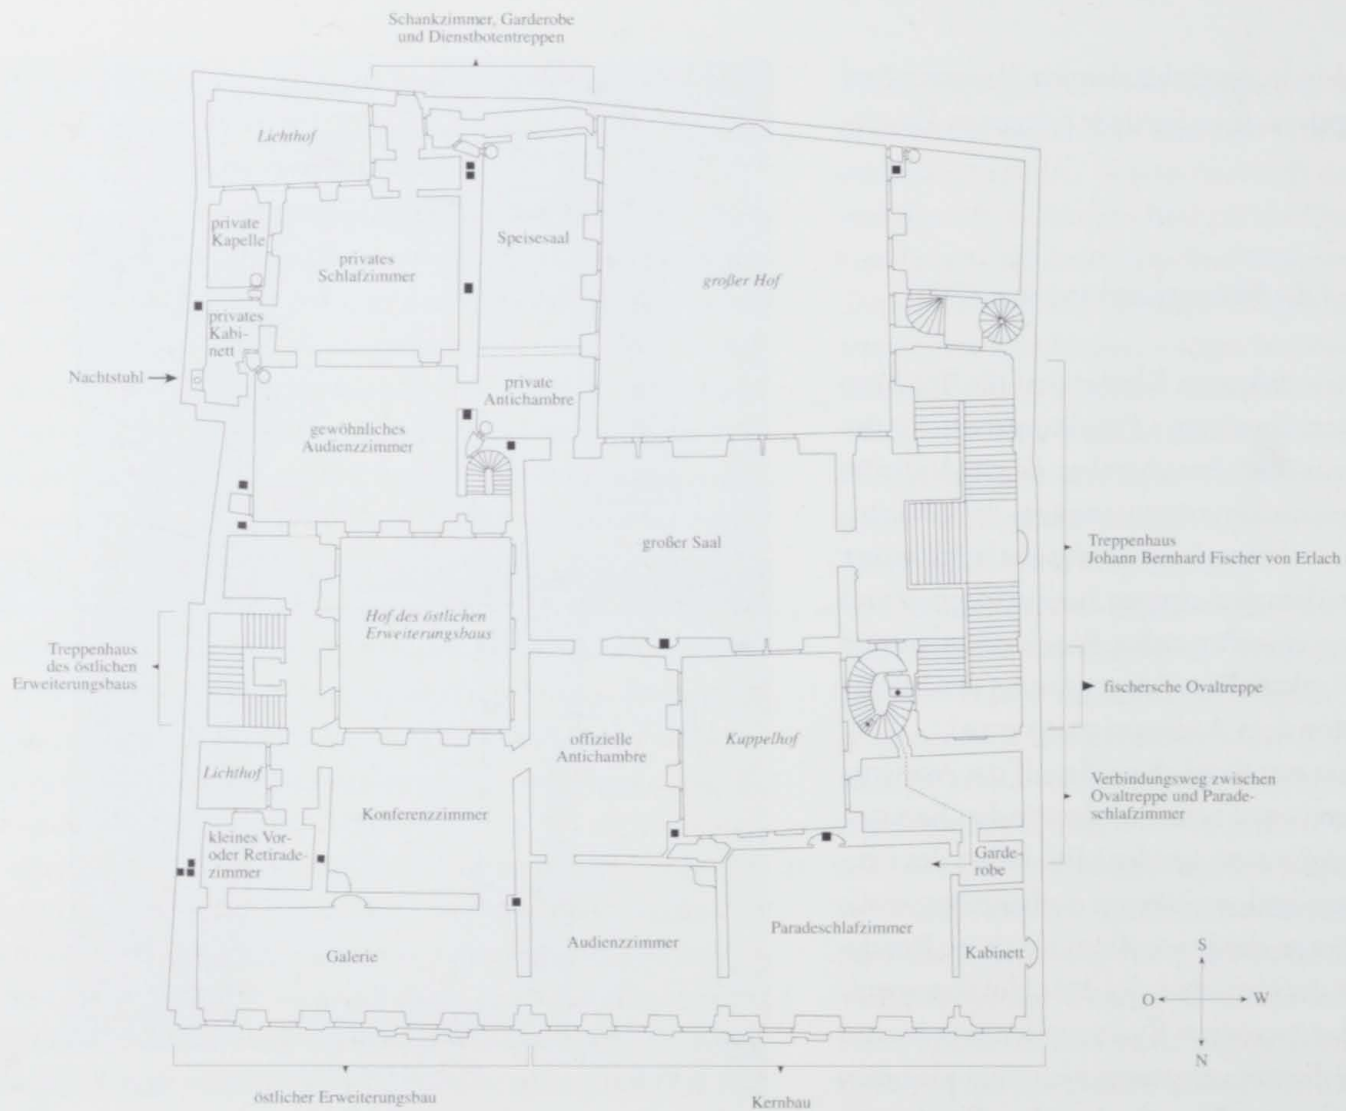 Schankzimmer, Garderobe
und Dienstbotentreppen
Lichthof
private
Kapelle
privates
Schlafzimmer
Speisesaal
großer Hof
privates
Kabi-
nett
Nachtstuhl
private
Antichambre
gewöhnliches
Audienzzimmer
großer Saal
Treppenhaus
Johann Bernhard Fischer von Erlach
Hof des östlichen
Erweiterungsbaus
Treppenhaus
des östlichen
Erweiterungsbaus
fischersche Ovaltreppe
offizielle
Antichambre
Kuppelhof
Lichthof
Konferenzzimmer
Verbindungsweg zwischen
Ovaltreppe und Parade-
schlafzimmer
kleines Vor-
oder Retirade-
zimmer
Garde-
robe
Galerie
Audienzzimmer
Paradeschlafzimmer
Kabinett
S
O
W
N
östlicher Erweiterungsbau
Kernbau